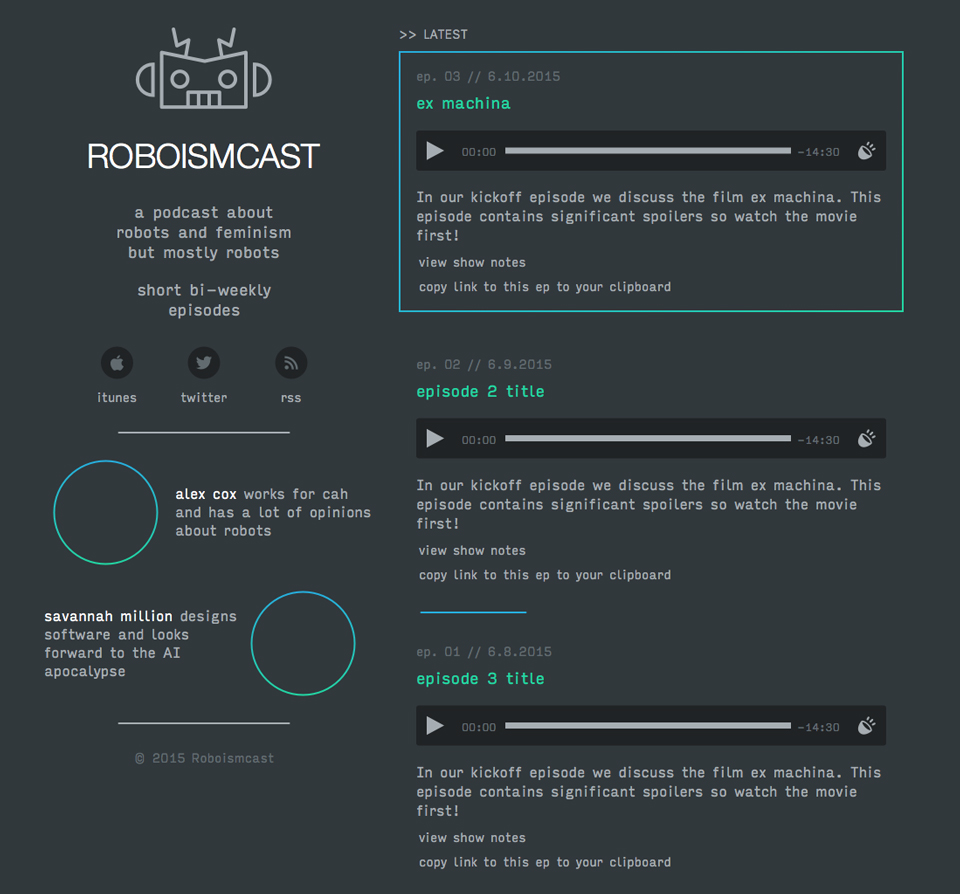 ROBOISMCAST
a podcast about
robots and feminism
but mostly robots
short bi-weekly
episodes
itunes
twitter
rss
alex cox works for cah
and has a lot of opinions
about robots
savannah million designs
software and looks
forward to the AI
apocalypse
© 2015 Roboismcast
>> LATEST
ep. 03 // 6.10.2015
ex machina
00:00 -14:30
In our kickoff episode we discuss the film ex machina. This
episode contains significant spoilers so watch the movie
first!
view show notes
copy link to this ep to your clipboard
ep. 02 // 6.9.2015
episode 2 title
00:00 -14:30
In our kickoff episode we discuss the film ex machina. This
episode contains significant spoilers so watch the movie
first!
view show notes
copy link to this ep to your clipboard
ep. 01 // 6.8.2015
episode 3 title
00:00 -14:30
In our kickoff episode we discuss the film ex machina. This
episode contains significant spoilers so watch the movie
first!
view show notes
copy link to this ep to your clipboard